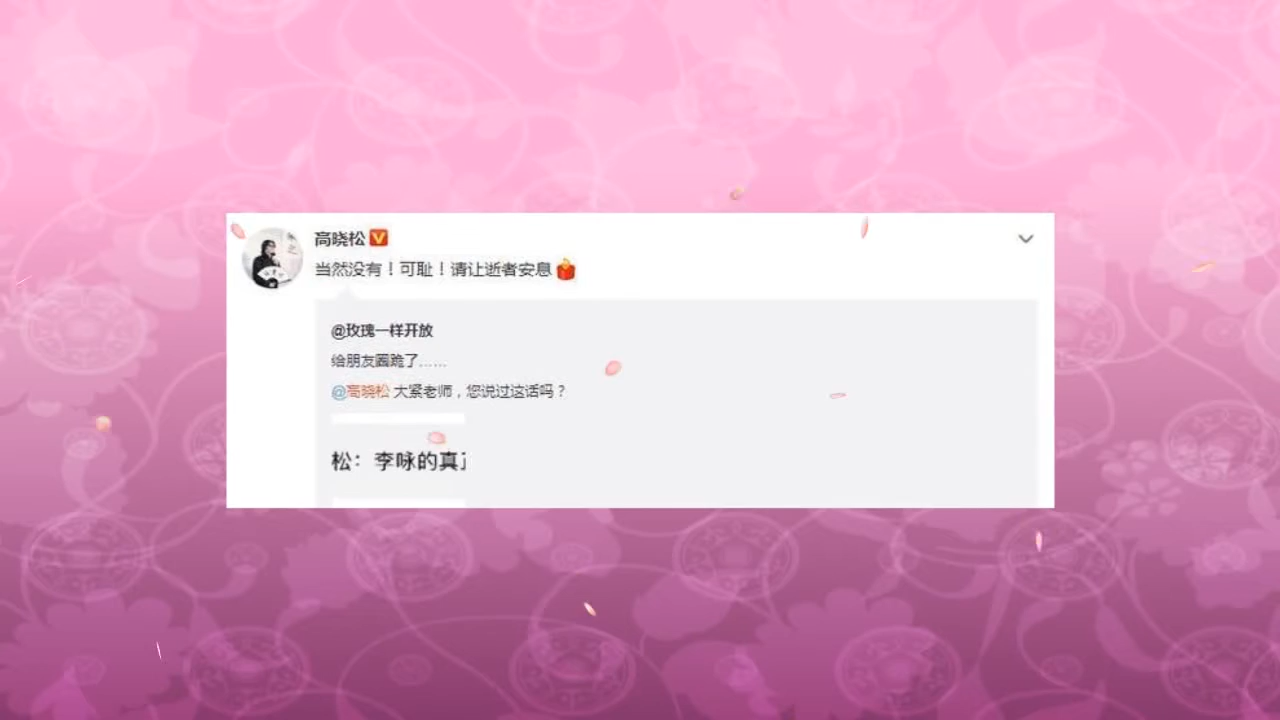 高晓松
当然没有！可耻！请让逝者安息
@玫瑰一样开放
给朋友圈跪了……
@高晓松 大紧老师，您说过这话吗？
松：李咏的真